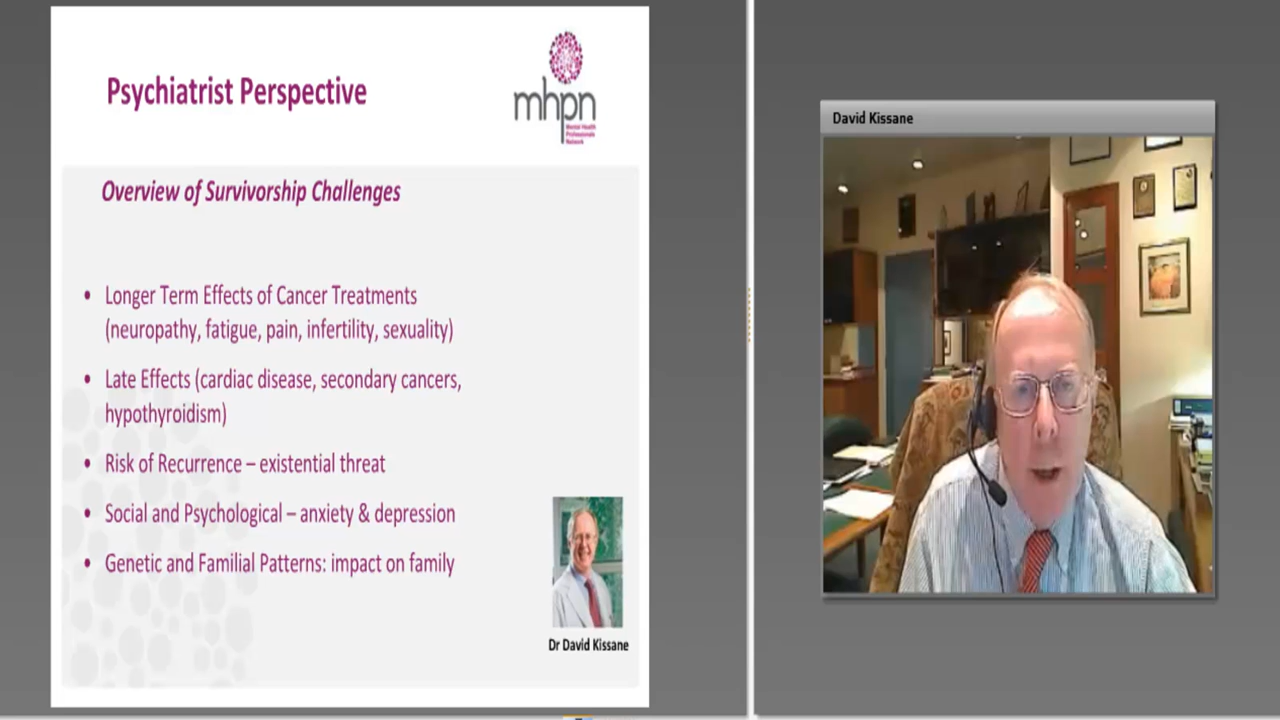 Psychiatrist Perspective
mhpn
Mental Health
Professionals
Network
Overview of Survivorship Challenges
• Longer Term Effects of Cancer Treatments
(neuropathy, fatigue, pain, infertility, sexuality)
• Late Effects (cardiac disease, secondary cancers,
hypothyroidism)
• Risk of Recurrence – existential threat
• Social and Psychological – anxiety & depression
• Genetic and Familial Patterns: impact on family
Dr David Kissane
David Kissane